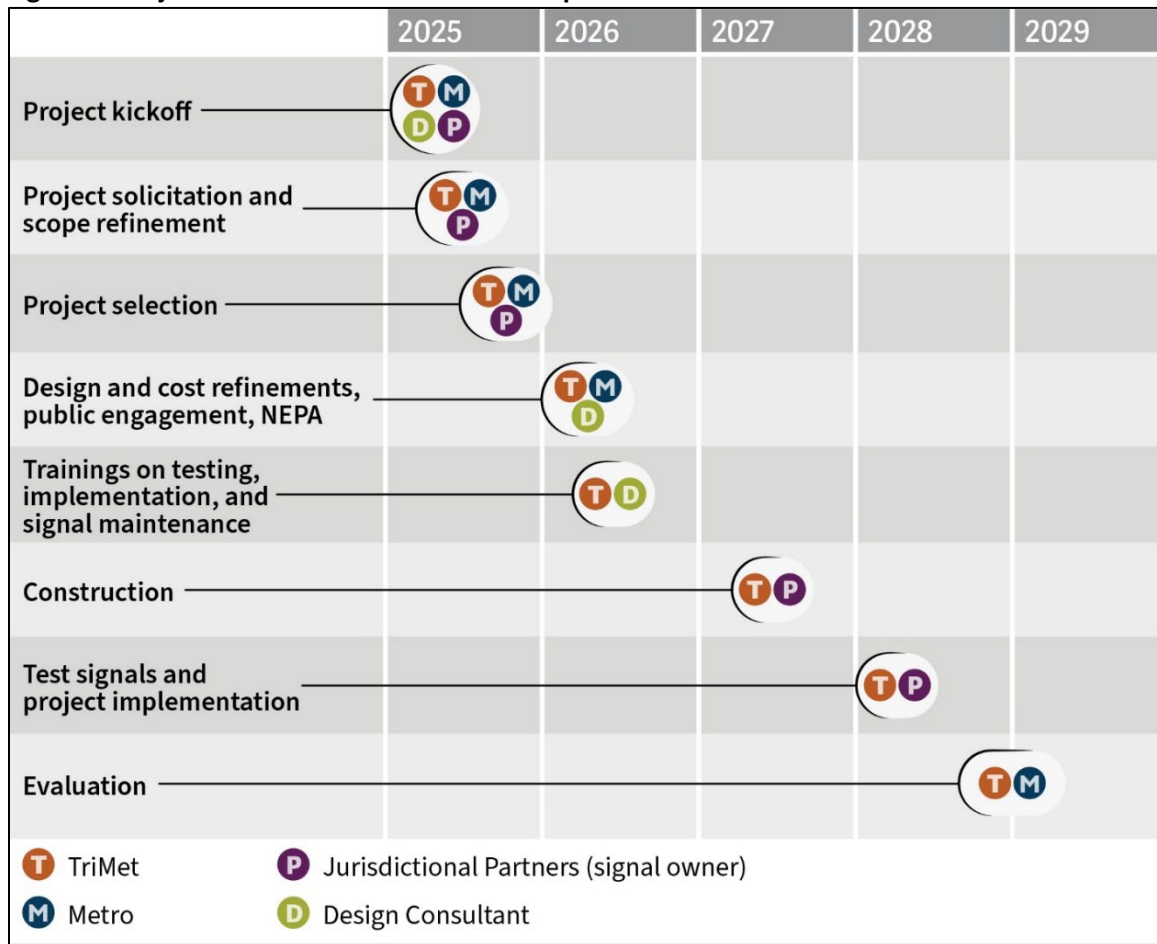 2025 2026 2027 2028 2029
Project kickoff
T M
D P
Project solicitation and
scope refinement
T M
P
Project selection
T M
P
Design and cost refinements,
public engagement, NEPA
T M
D
Trainings on testing,
implementation, and
signal maintenance
T D
Construction
T P
Test signals and
project implementation
T P
Evaluation
T M
T TriMet
P Jurisdictional Partners (signal owner)
M Metro
D Design Consultant